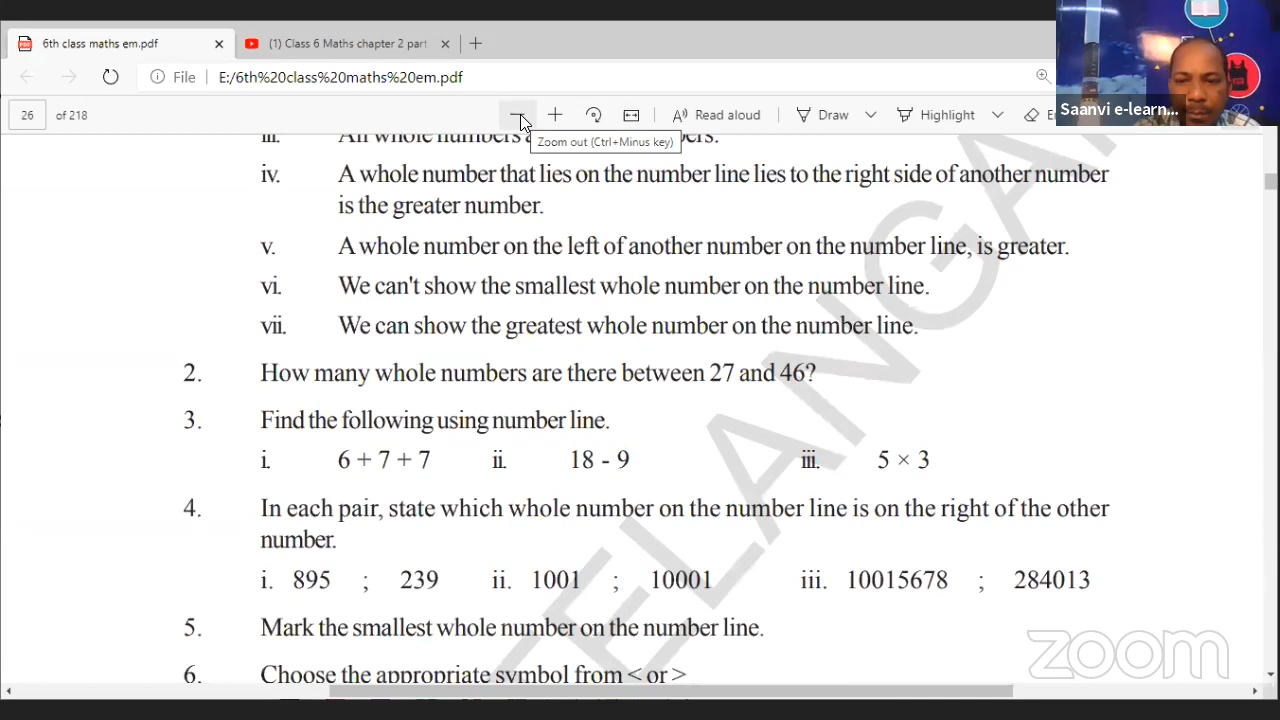 6th class maths em.pdf
(1) Class 6 Maths chapter 2 part
File
E:/6th%20class%20maths%20em.pdf
26 of 218
Read aloud
Draw
Highlight
Saanvi e-learn...
Zoom out (Ctrl+Minus key)
iii. All whole numbers
iv. A whole number that lies on the number line lies to the right side of another number
is the greater number.
v. A whole number on the left of another number on the number line, is greater.
vi. We can't show the smallest whole number on the number line.
vii. We can show the greatest whole number on the number line.
2. How many whole numbers are there between 27 and 46?
3. Find the following using number line.
i. 6 + 7 + 7 ii. 18 - 9 iii. 5 × 3
4. In each pair, state which whole number on the number line is on the right of the other
number.
i. 895 ; 239 ii. 1001 ; 10001 iii. 10015678 ; 284013
5. Mark the smallest whole number on the number line.
6. Choose the appropriate symbol from < or >
TELANGA
zoom